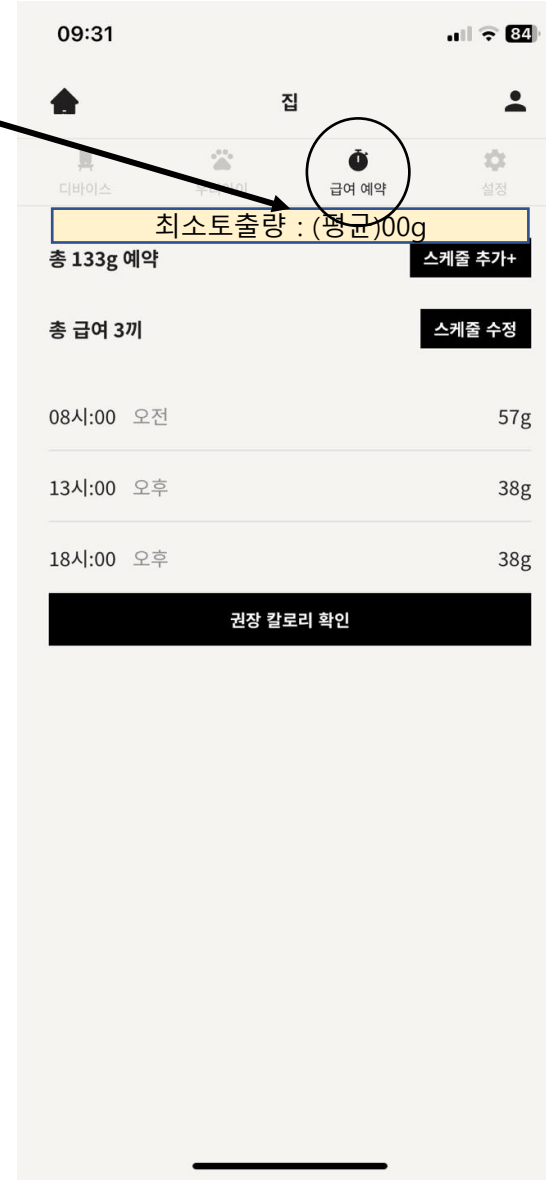 09:31 84
집
디바이스 급여 예약 설정
최소토출량 : (평균)00g
총 133g 예약 스케줄 추가+
총 급여 3끼 스케줄 수정
08시:00 오전 57g
13시:00 오후 38g
18시:00 오후 38g
권장 칼로리 확인